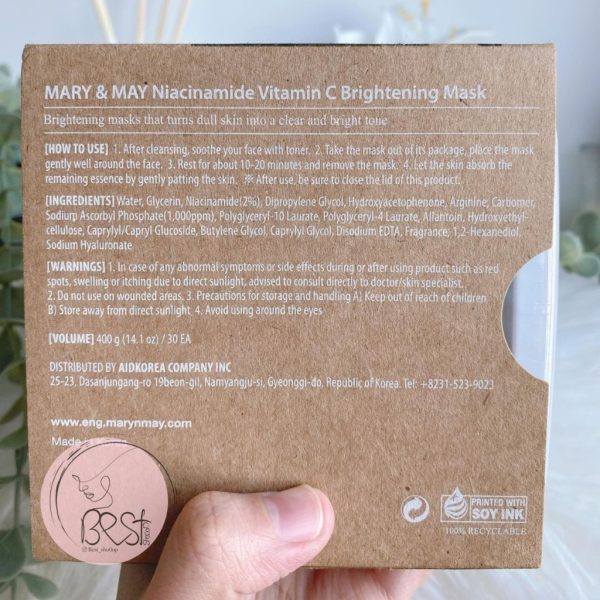 MARY & MAY Niacinamide Vitamin C Brightening Mask
Brightening masks that turns dull skin into a clear and bright tone
[HOW TO USE] 1. After cleansing, soothe your face with toner. 2. Take the mask out of its package, place the mask
gently well around the face. 3. Rest for about 10-20 minutes and remove the mask. 4. Let the skin absorb the
remaining essence by gently patting the skin. ※ After use, be sure to close the lid of this product.
[INGREDIENTS] Water, Glycerin, Niacinamide(2%), Dipropylene Glycol, Hydroxyacetophenone, Arginine, Carbomer,
Sodium Ascorbyl Phosphate(1,000ppm), Polyglyceryl-10 Laurate, Polyglyceryl-4 Laurate, Allantoin, Hydroxyethyl-
cellulose, Caprylyl/Capryl Glucoside, Butylene Glycol, Caprylyl Glycol, Disodium EDTA, Fragrance, 1,2-Hexanediol,
Sodium Hyaluronate
[WARNINGS] 1. In case of any abnormal symptoms or side effects during or after using product such as red
spots, swelling or itching due to direct sunlight, advised to consult directly to doctor/skin specialist.
2. Do not use on wounded areas. 3. Precautions for storage and handling A) Keep out of reach of children
B) Store away from direct sunlight 4. Avoid using around the eyes
[VOLUME] 400 g (14.1 oz) / 30 EA
DISTRIBUTED BY AIDKOREA COMPANY INC
25-23, Dasanjungang-ro 19beon-gil, Namyangju-si, Gyeonggi-do, Republic of Korea. Tel: +8231-523-9023
www.eng.marynmay.com
Made in Korea
BEST
Shop
@Best_sho0op
PRINTED WITH
SOY INK
100% RECYCLABLE